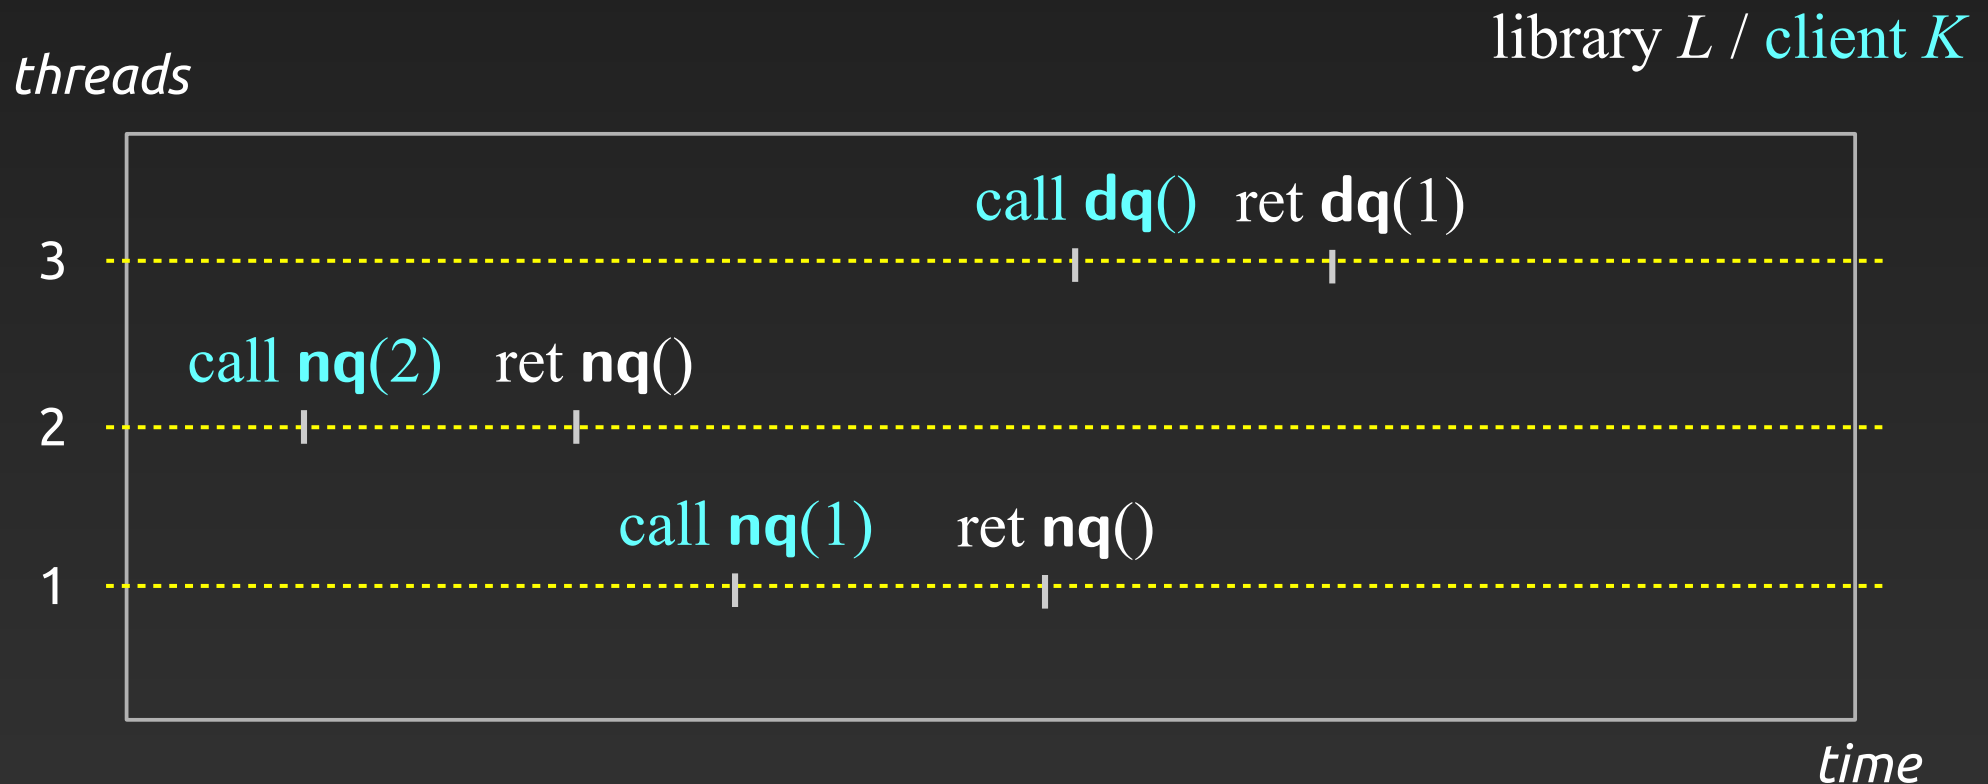 library L / client K
threads
call dq() ret dq(1)
3
call nq(2) ret nq()
2
call nq(1) ret nq()
1
time